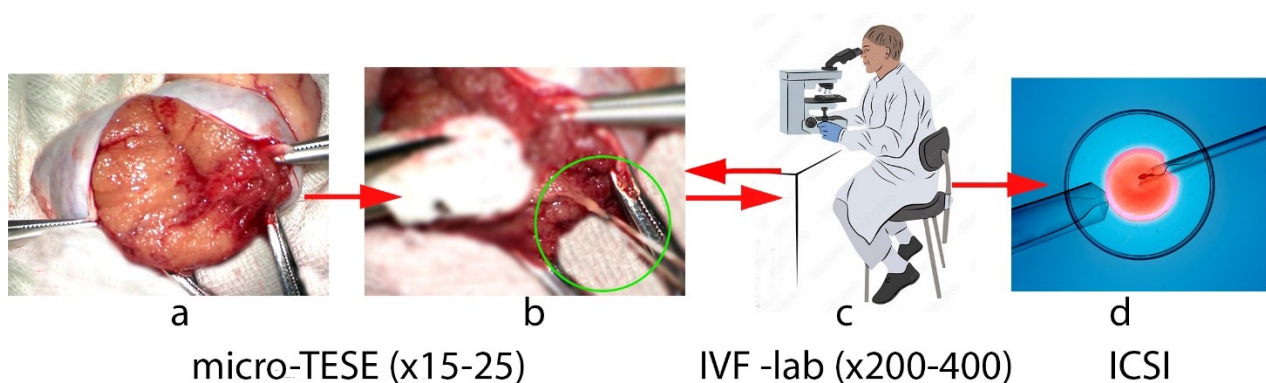 a b c d
micro-TESE (x15-25) IVF -lab (x200-400) ICSI